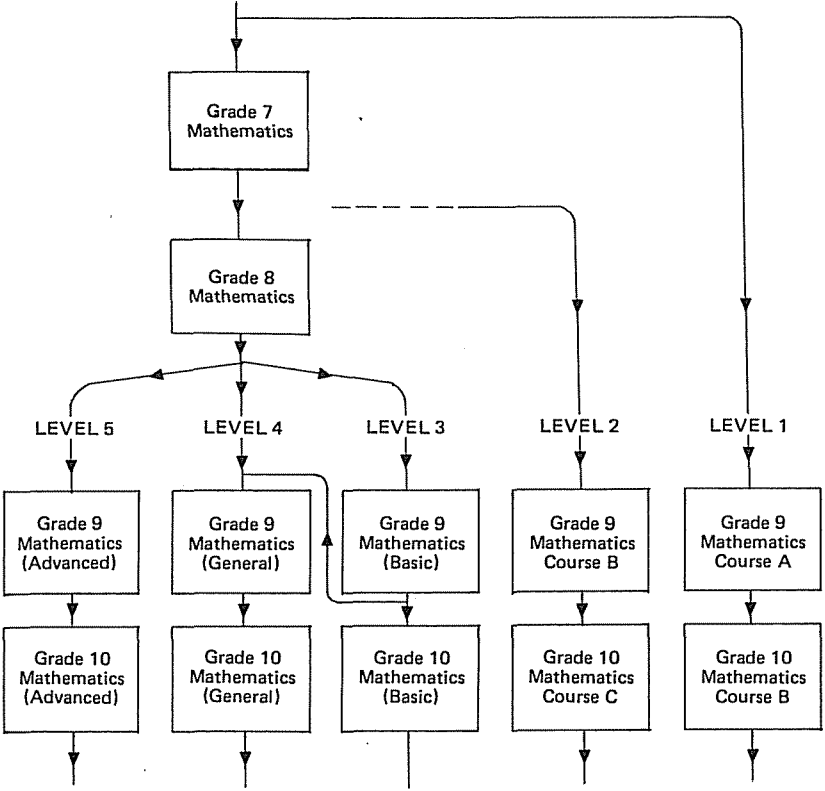 Grade 7
Mathematics
Grade 8
Mathematics
LEVEL 5
LEVEL 4
LEVEL 3
LEVEL 2
LEVEL 1
Grade 9
Mathematics
(Advanced)
Grade 9
Mathematics
(General)
Grade 9
Mathematics
(Basic)
Grade 9
Mathematics
Course B
Grade 9
Mathematics
Course A
Grade 10
Mathematics
(Advanced)
Grade 10
Mathematics
(General)
Grade 10
Mathematics
(Basic)
Grade 10
Mathematics
Course C
Grade 10
Mathematics
Course B